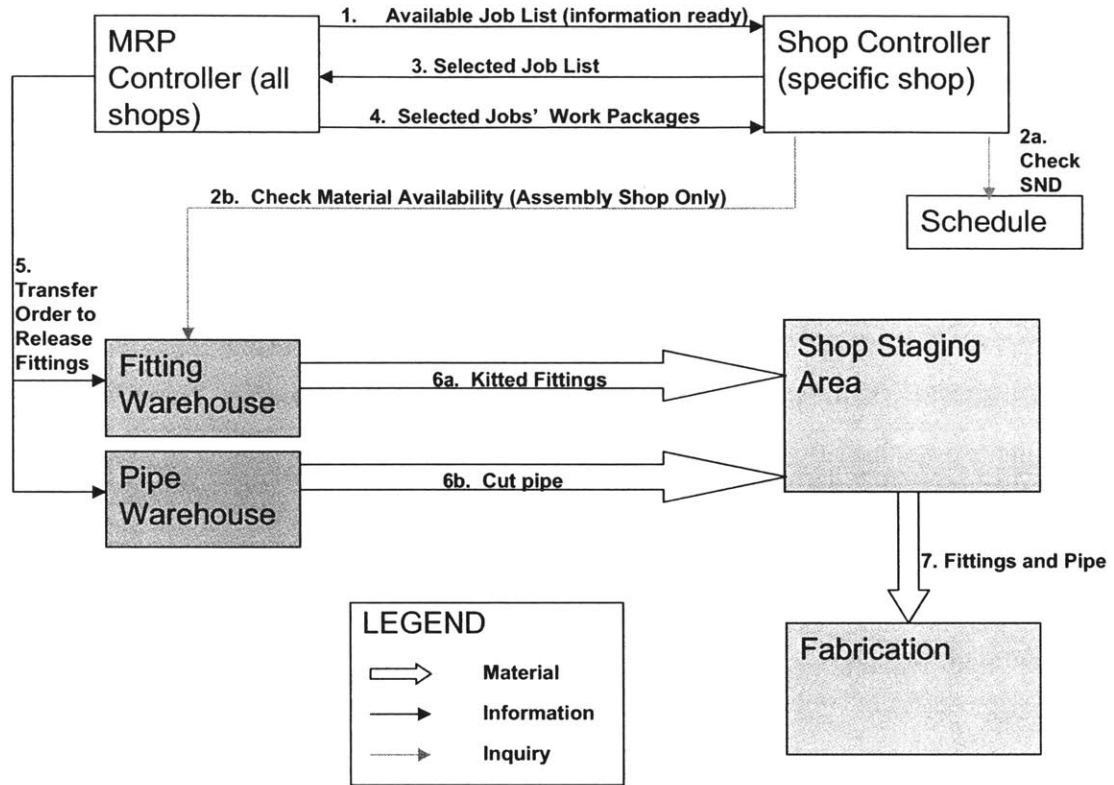 1. Available Job List (information ready)
MRP
Controller (all
shops)
Shop Controller
(specific shop)
3. Selected Job List
4. Selected Jobs' Work Packages
2a.
Check
SND
2b. Check Material Availability (Assembly Shop Only)
Schedule
5.
Transfer
Order to
Release
Fittings
Fitting
Warehouse
6a. Kitted Fittings
Shop Staging
Area
Pipe
Warehouse
6b. Cut pipe
7. Fittings and Pipe
LEGEND
Material
Information
Inquiry
Fabrication